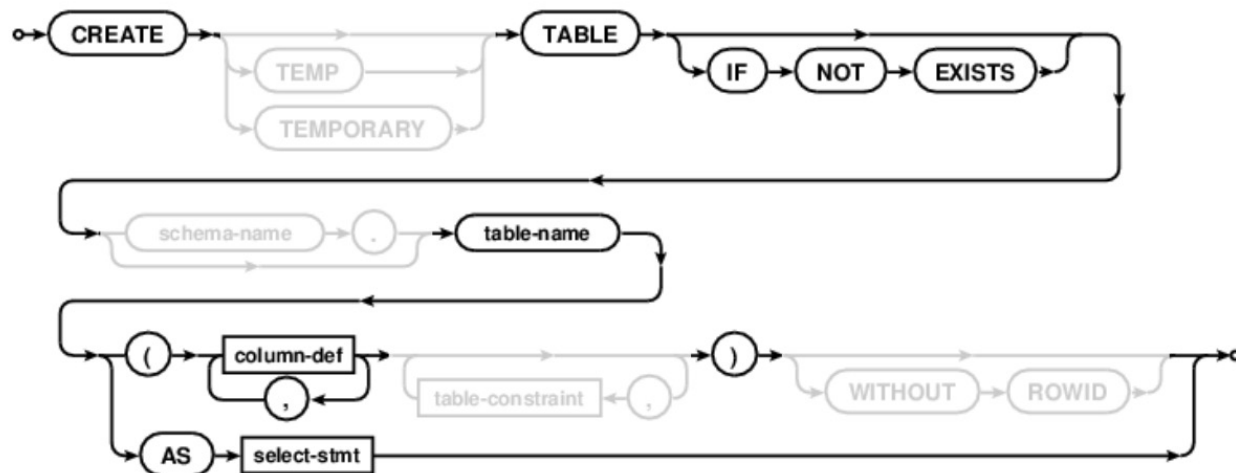 CREATE TABLE
TEMP IF NOT EXISTS
TEMPORARY
schema-name . table-name
( column-def )
, table-constraint , WITHOUT ROWID
AS select-stmt